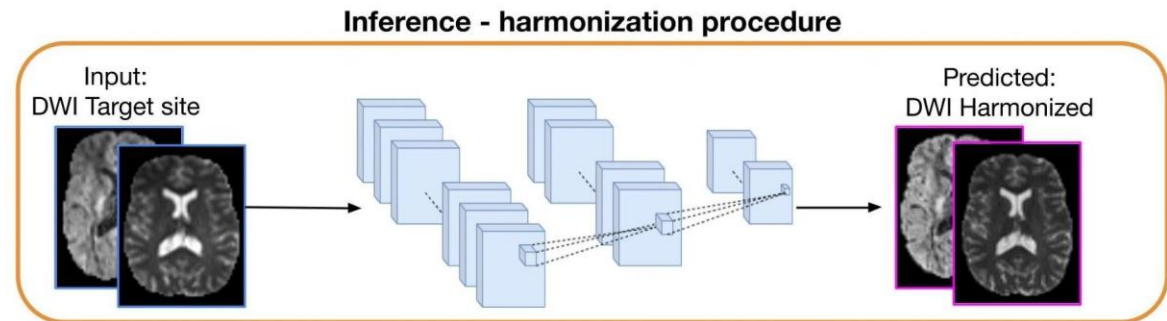 Inference - harmonization procedure
Input:
DWI Target site
Predicted:
DWI Harmonized